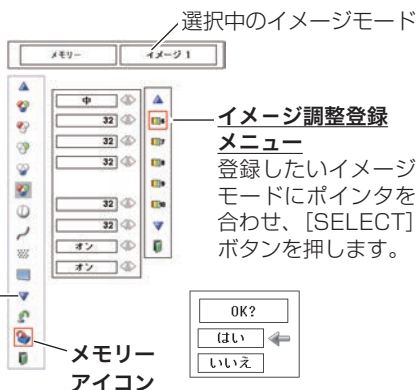 選択中のイメージモード
メモリー
イメージ 1
中
32
32
32
32
32
オン
オン
イメージ調整登録
メニュー
登録したいイメージ
モードにポインタを
合わせ、[SELECT]
ボタンを押します。
メモリー
アイコン
OK?
はい
いいえ